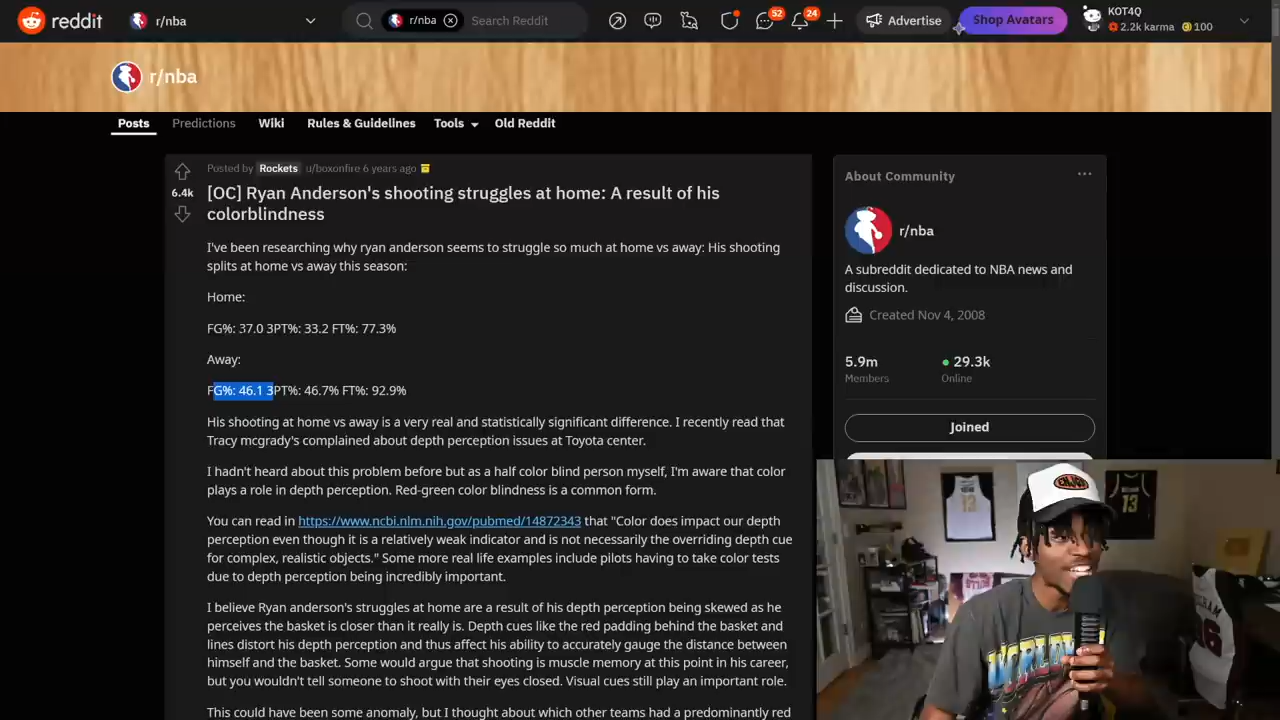 reddit
r/nba
r/nba
Search Reddit
52
24
Advertise
Shop Avatars
KOT4Q
2.2k karma
100
r/nba
Posts
Predictions
Wiki
Rules & Guidelines
Tools
Old Reddit
Posted by Rockets u/boxonfire 6 years ago
6.4k
[OC] Ryan Anderson's shooting struggles at home: A result of his
colorblindness
I've been researching why ryan anderson seems to struggle so much at home vs away: His shooting
splits at home vs away this season:
Home:
FG%: 37.0 3PT%: 33.2 FT%: 77.3%
Away:
FG%: 46.1 3PT%: 46.7% FT%: 92.9%
His shooting at home vs away is a very real and statistically significant difference. I recently read that
Tracy mcgrady's complained about depth perception issues at Toyota center.
I hadn't heard about this problem before but as a half color blind person myself, I'm aware that color
plays a role in depth perception. Red-green color blindness is a common form.
You can read in https://www.ncbi.nlm.nih.gov/pubmed/14872343 that "Color does impact our depth
perception even though it is a relatively weak indicator and is not necessarily the overriding depth cue
for complex, realistic objects." Some more real life examples include pilots having to take color tests
due to depth perception being incredibly important.
I believe Ryan anderson's struggles at home are a result of his depth perception being skewed as he
perceives the basket is closer than it really is. Depth cues like the red padding behind the basket and
lines distort his depth perception and thus affect his ability to accurately gauge the distance between
himself and the basket. Some would argue that shooting is muscle memory at this point in his career,
but you wouldn't tell someone to shoot with their eyes closed. Visual cues still play an important role.
This could have been some anomaly, but I thought about which other teams had a predominantly red
About Community
r/nba
A subreddit dedicated to NBA news and
discussion.
Created Nov 4, 2008
5.9m
Members
29.3k
Online
Joined
ENJOY
12
13